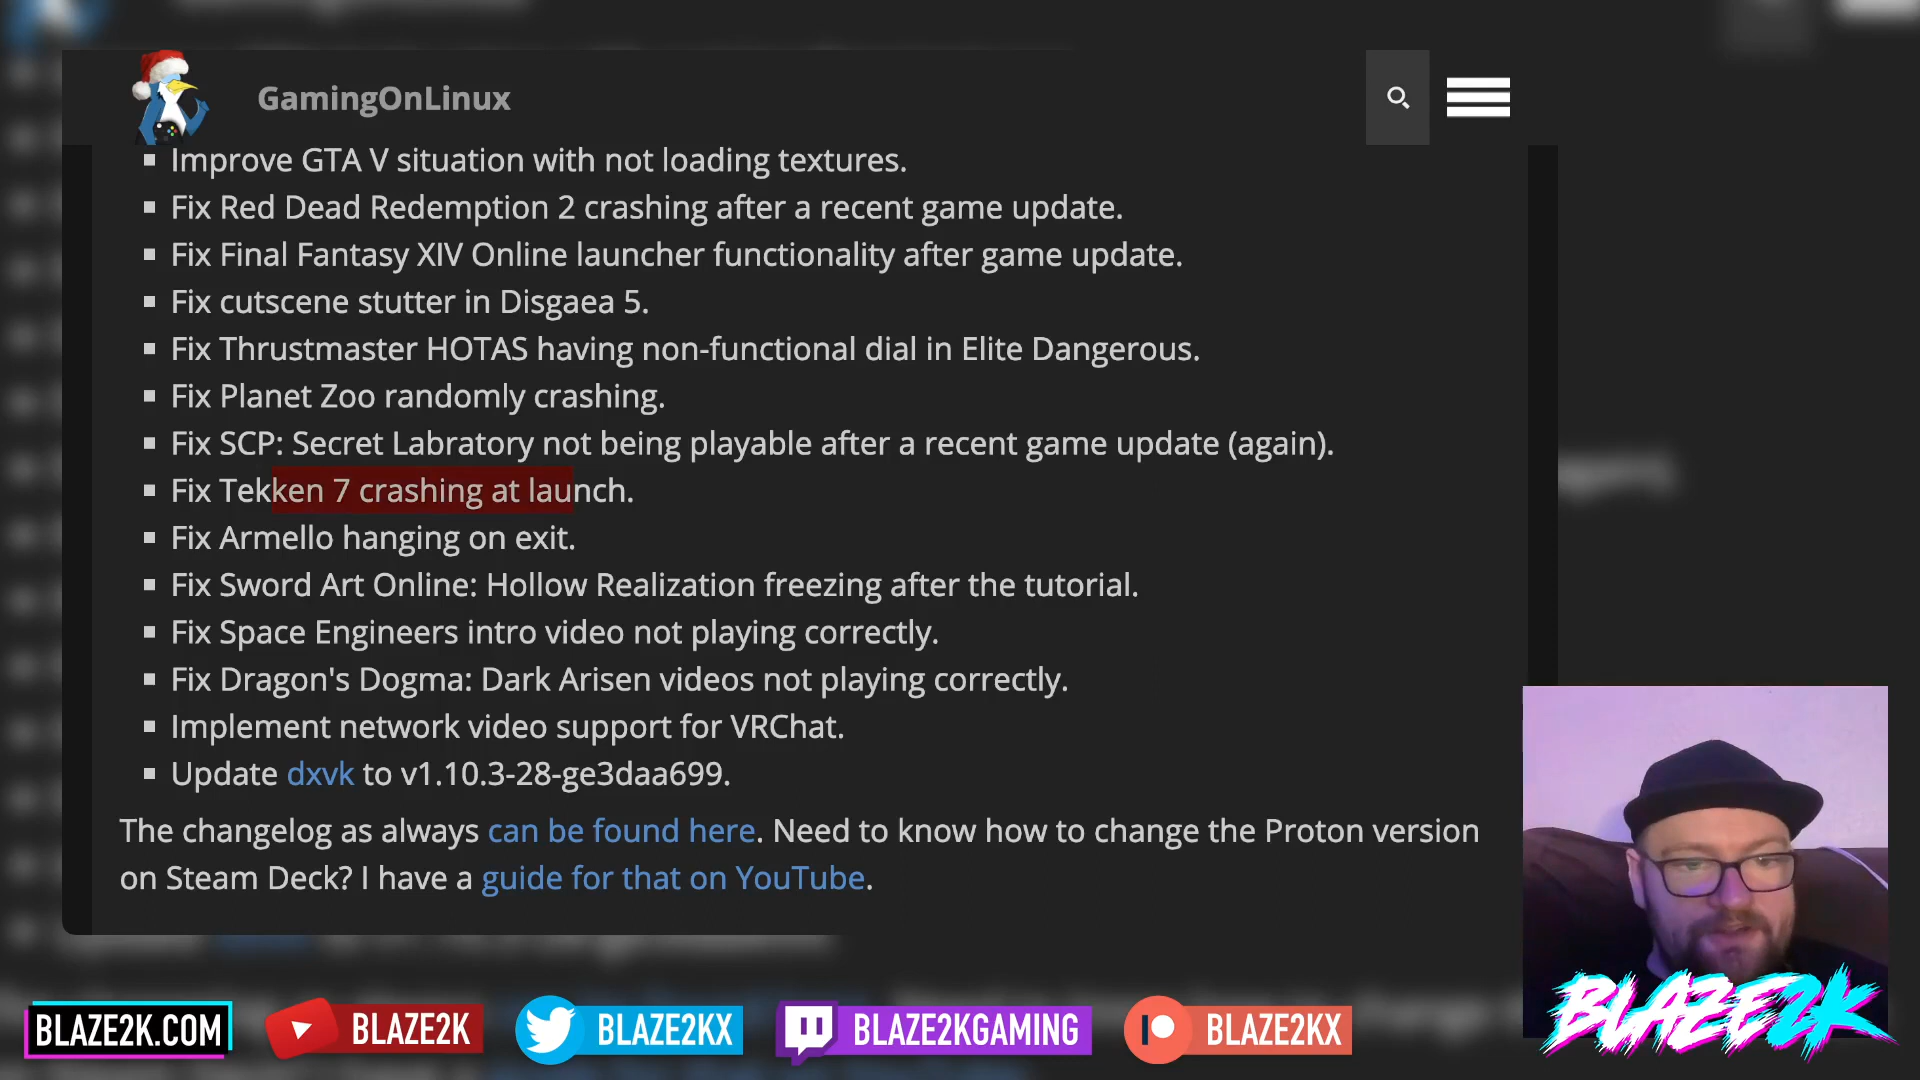 GamingOnLinux
Improve GTA V situation with not loading textures.
Fix Red Dead Redemption 2 crashing after a recent game update.
Fix Final Fantasy XIV Online launcher functionality after game update.
Fix cutscene stutter in Disgaea 5.
Fix Thrustmaster HOTAS having non-functional dial in Elite Dangerous.
Fix Planet Zoo randomly crashing.
Fix SCP: Secret Labratory not being playable after a recent game update (again).
Fix Tekken 7 crashing at launch.
Fix Armello hanging on exit.
Fix Sword Art Online: Hollow Realization freezing after the tutorial.
Fix Space Engineers intro video not playing correctly.
Fix Dragon's Dogma: Dark Arisen videos not playing correctly.
Implement network video support for VRChat.
Update dxvk to v1.10.3-28-ge3daa699.
The changelog as always can be found here. Need to know how to change the Proton version
on Steam Deck? I have a guide for that on YouTube.
BLAZE2K.COM
BLAZE2K
BLAZE2KX
BLAZE2KGAMING
BLAZE2KX
BLAZE2K